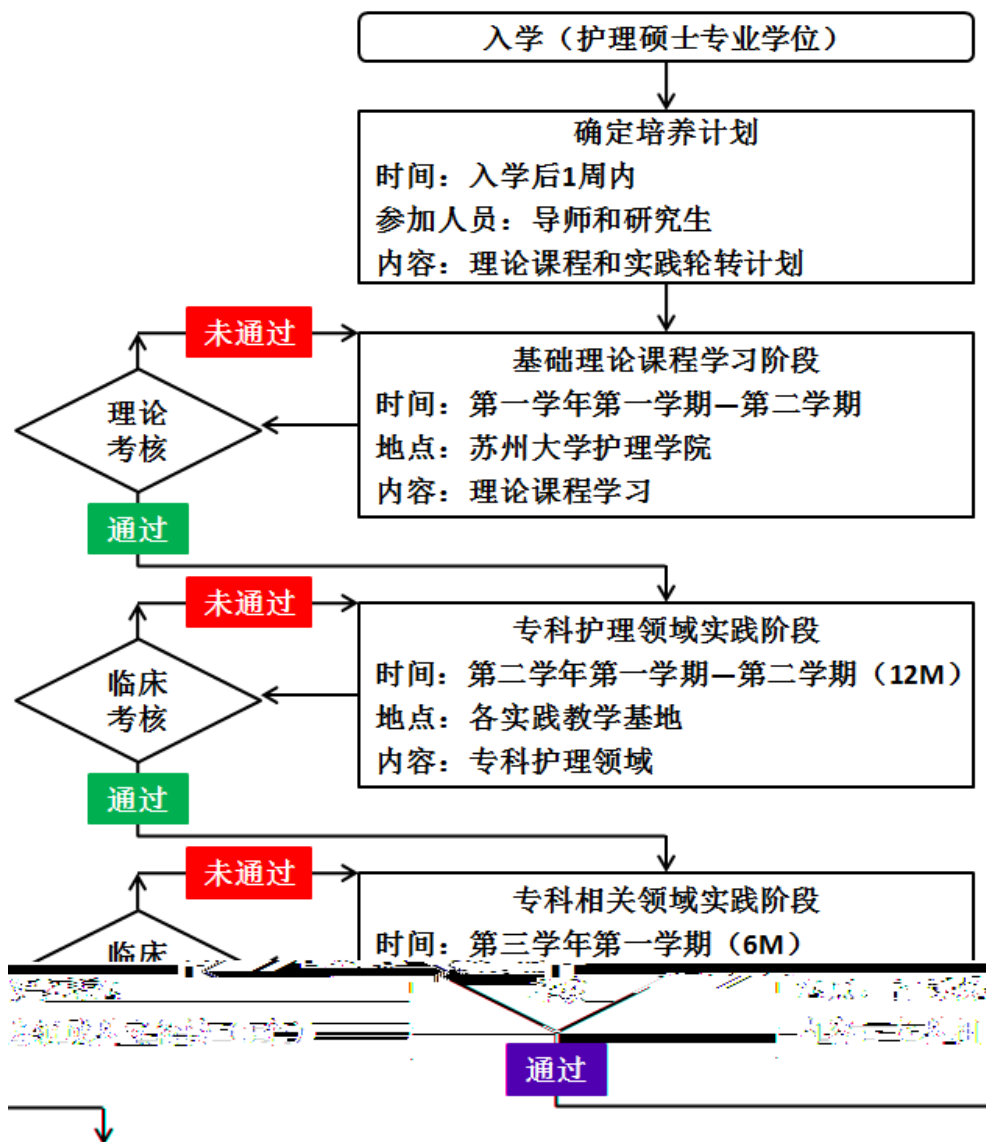 入学（护理硕士专业学位）
确定培养计划
时间：入学后1周内
参加人员：导师和研究生
内容：理论课程和实践轮转计划
未通过
基础理论课程学习阶段
时间：第一学年第一学期—第二学期
地点：苏州大学护理学院
内容：理论课程学习
理论
考核
通过
未通过
专科护理领域实践阶段
时间：第二学年第一学期—第二学期（12M）
地点：各实践教学基地
内容：专科护理领域
临床
考核
通过
未通过
专科相关领域实践阶段
时间：第三学年第一学期（6M）
临床
通过